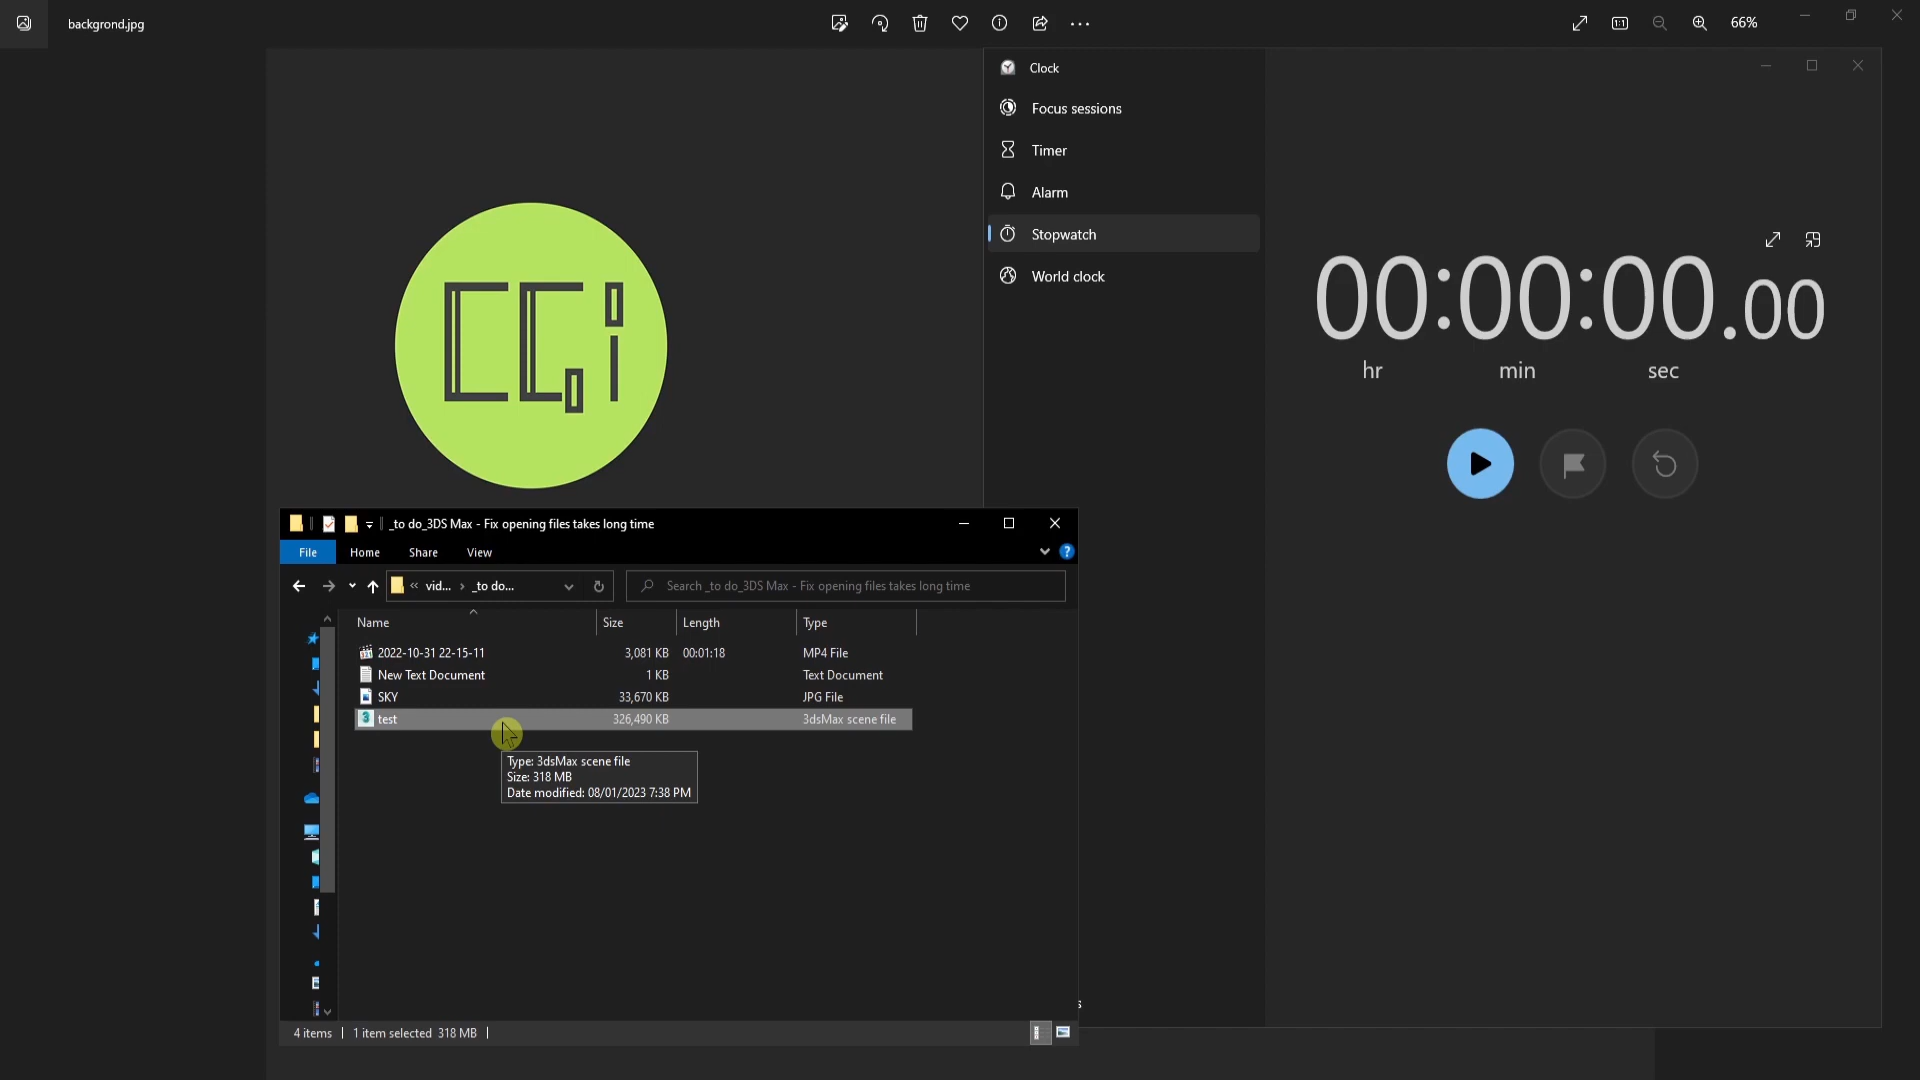 backgrond.jpg
66%
Clock
Focus sessions
Timer
Alarm
Stopwatch
World clock
00:00:00.00
hr min sec
CGi
_to do_3DS Max - Fix opening files takes long time
File Home Share View
« vid... › _to do... Search _to do_3DS Max - Fix opening files takes long time
Name Size Length Type
2022-10-31 22-15-11 3,081 KB 00:01:18 MP4 File
New Text Document 1 KB Text Document
SKY 33,670 KB JPG File
test 326,490 KB 3dsMax scene file
Type: 3dsMax scene file
Size: 318 MB
Date modified: 08/01/2023 7:38 PM
4 items 1 item selected 318 MB